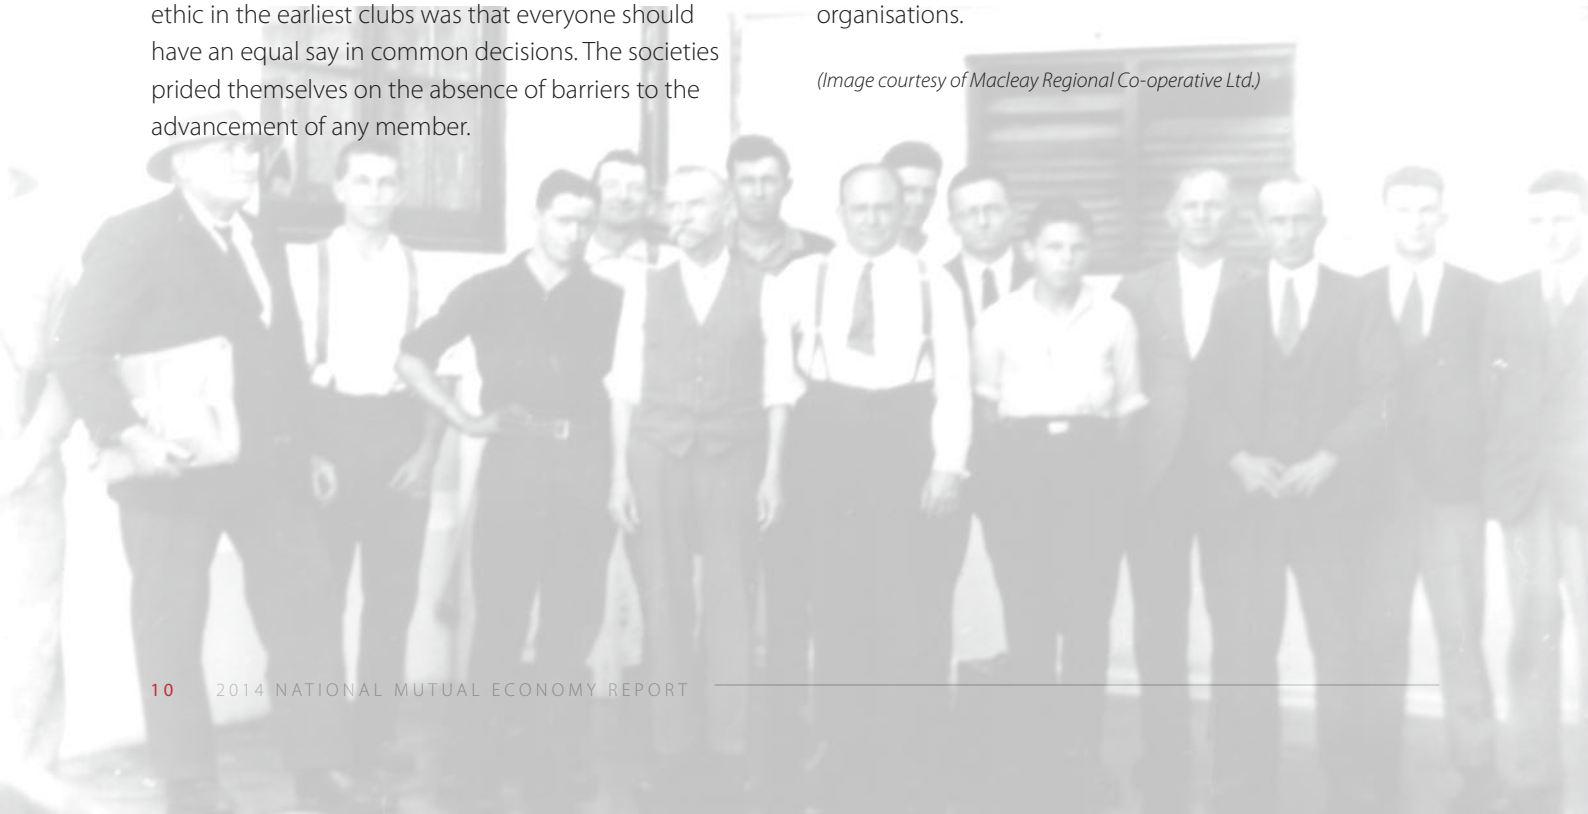 ethic in the earliest clubs was that everyone should
have an equal say in common decisions. The societies
prided themselves on the absence of barriers to the
advancement of any member.
organisations.
(Image courtesy of Macleay Regional Co-operative Ltd.)
10 2014 NATIONAL MUTUAL ECONOMY REPORT